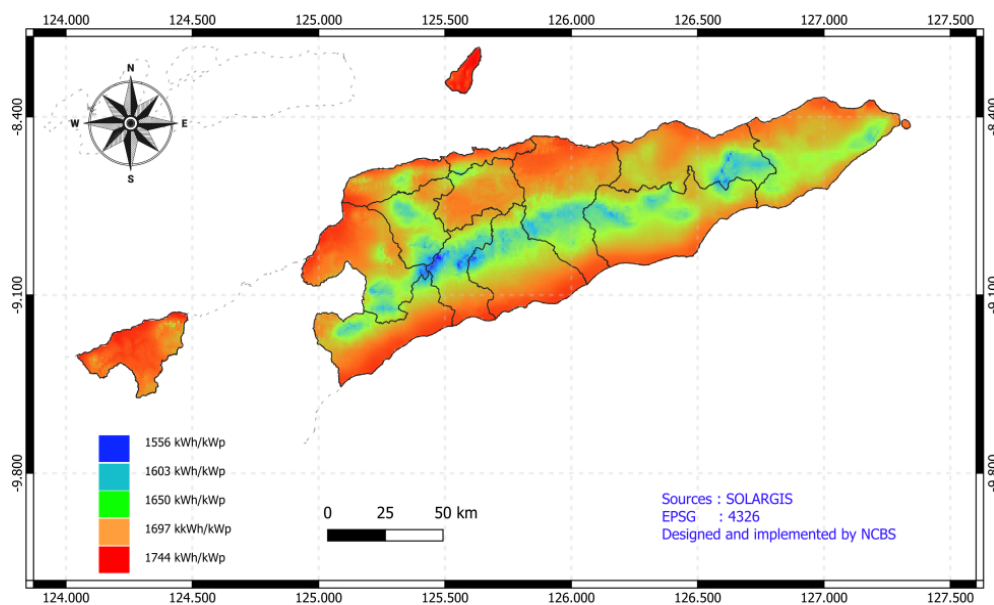 124.000 124.500 125.000 125.500 126.000 126.500 127.000 127.500
N
W E
S
-8.400 -8.400
-9.100 -9.100
-9.800 -9.800
1556 kWh/kWp
1603 kWh/kWp
1650 kWh/kWp
1697 kkWh/kWp
1744 kWh/kWp
0 25 50 km
Sources : SOLARGIS
EPSG : 4326
Designed and implemented by NCBS
124.000 124.500 125.000 125.500 126.000 126.500 127.000 127.500